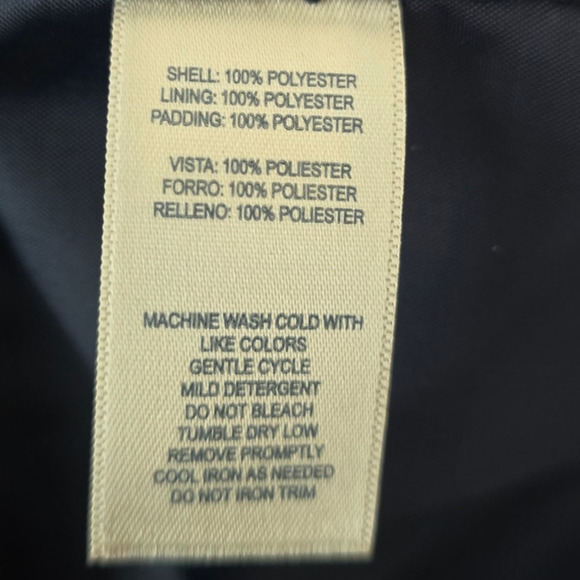 SHELL: 100% POLYESTER
LINING: 100% POLYESTER
PADDING: 100% POLYESTER
VISTA: 100% POLIESTER
FORRO: 100% POLIESTER
RELLENO: 100% POLIESTER
MACHINE WASH COLD WITH
LIKE COLORS
GENTLE CYCLE
MILD DETERGENT
DO NOT BLEACH
TUMBLE DRY LOW
REMOVE PROMPTLY
COOL IRON AS NEEDED
DO NOT IRON TRIM